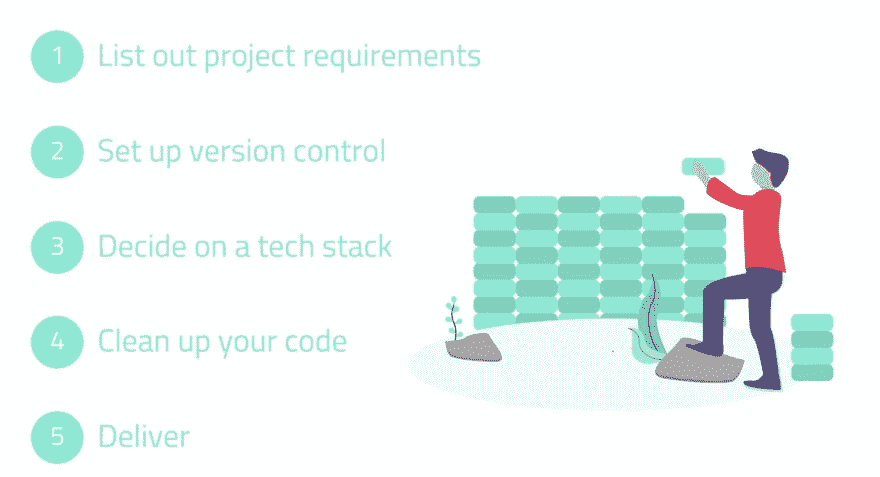 1 List out project requirements
2 Set up version control
3 Decide on a tech stack
4 Clean up your code
5 Deliver